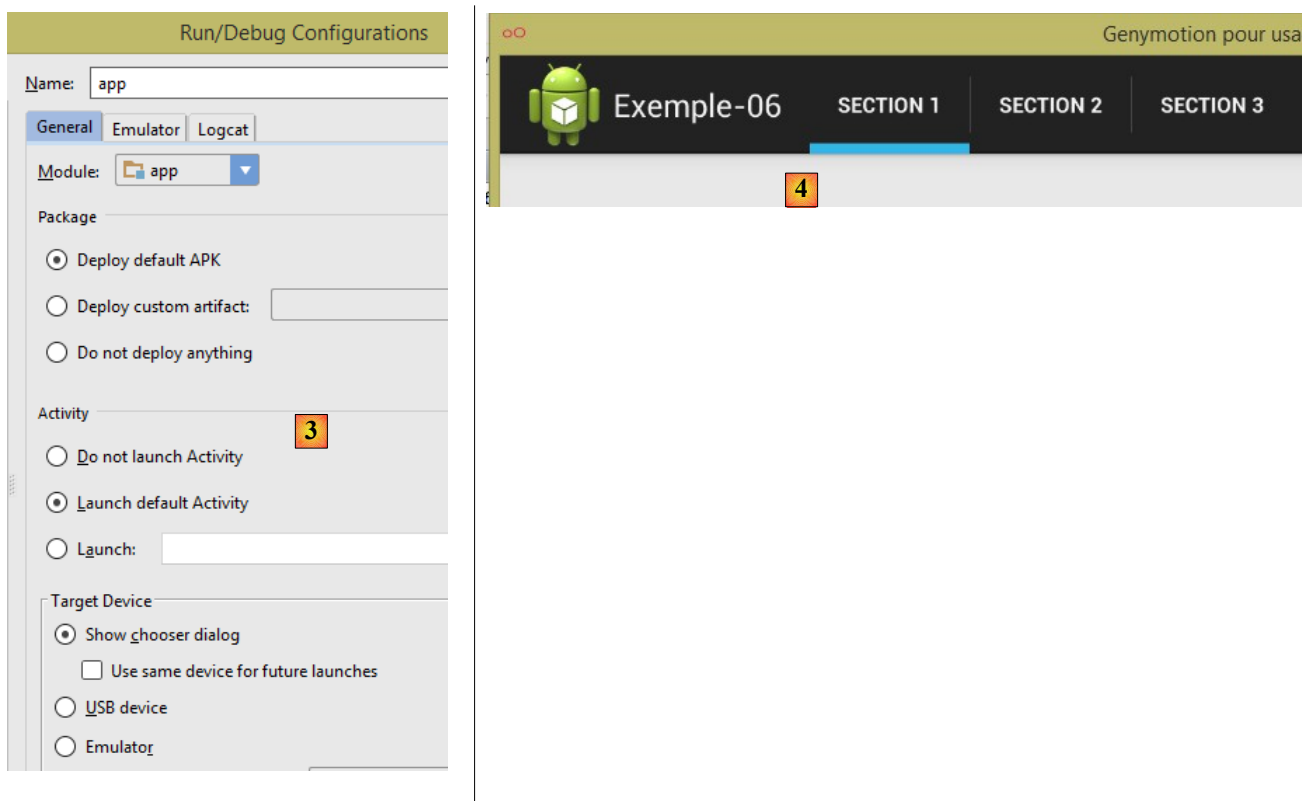 Run/Debug Configurations
Name: app
General Emulator Logcat
Module: app
Package
Deploy default APK
Deploy custom artifact:
Do not deploy anything
Activity
3
Do not launch Activity
Launch default Activity
Launch:
Target Device
Show chooser dialog
Use same device for future launches
USB device
Emulator
Genymotion pour usa
Exemple-06 SECTION 1 SECTION 2 SECTION 3
4